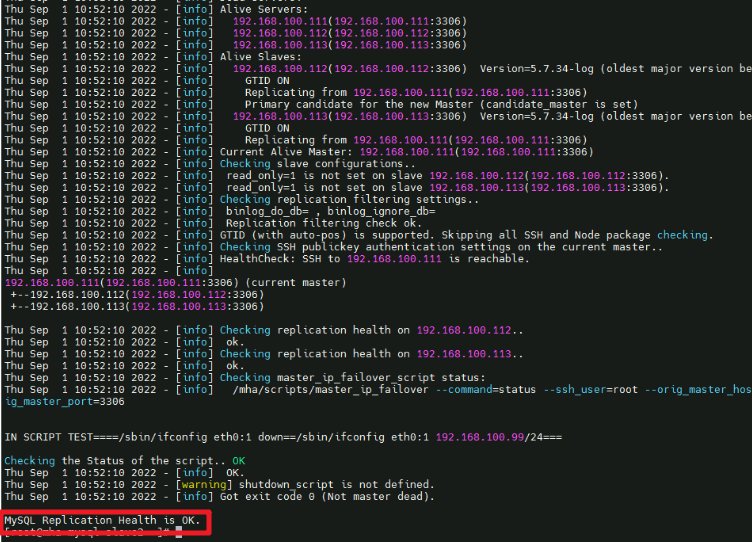 Thu Sep  1 10:52:10 2022 - [info] Alive Servers:
Thu Sep  1 10:52:10 2022 - [info]   192.168.100.111(192.168.100.111:3306)
Thu Sep  1 10:52:10 2022 - [info]   192.168.100.112(192.168.100.112:3306)
Thu Sep  1 10:52:10 2022 - [info]   192.168.100.113(192.168.100.113:3306)
Thu Sep  1 10:52:10 2022 - [info] Alive Slaves:
Thu Sep  1 10:52:10 2022 - [info]   192.168.100.112(192.168.100.112:3306)  Version=5.7.34-log (oldest major version be
Thu Sep  1 10:52:10 2022 - [info]     GTID ON
Thu Sep  1 10:52:10 2022 - [info]     Replicating from 192.168.100.111(192.168.100.111:3306)
Thu Sep  1 10:52:10 2022 - [info]     Primary candidate for the new Master (candidate_master is set)
Thu Sep  1 10:52:10 2022 - [info]   192.168.100.113(192.168.100.113:3306)  Version=5.7.34-log (oldest major version be
Thu Sep  1 10:52:10 2022 - [info]     GTID ON
Thu Sep  1 10:52:10 2022 - [info]     Replicating from 192.168.100.111(192.168.100.111:3306)
Thu Sep  1 10:52:10 2022 - [info] Current Alive Master: 192.168.100.111(192.168.100.111:3306)
Thu Sep  1 10:52:10 2022 - [info] Checking slave configurations..
Thu Sep  1 10:52:10 2022 - [info]  read_only=1 is not set on slave 192.168.100.112(192.168.100.112:3306).
Thu Sep  1 10:52:10 2022 - [info]  read_only=1 is not set on slave 192.168.100.113(192.168.100.113:3306).
Thu Sep  1 10:52:10 2022 - [info] Checking replication filtering settings..
Thu Sep  1 10:52:10 2022 - [info]  binlog_do_db= , binlog_ignore_db=
Thu Sep  1 10:52:10 2022 - [info]  Replication filtering check ok.
Thu Sep  1 10:52:10 2022 - [info] GTID (with auto-pos) is supported. Skipping all SSH and Node package checking.
Thu Sep  1 10:52:10 2022 - [info] Checking SSH publickey authentication settings on the current master..
Thu Sep  1 10:52:10 2022 - [info] HealthCheck: SSH to 192.168.100.111 is reachable.
Thu Sep  1 10:52:10 2022 - [info]
192.168.100.111(192.168.100.111:3306) (current master)
 +--192.168.100.112(192.168.100.112:3306)
 +--192.168.100.113(192.168.100.113:3306)
Thu Sep  1 10:52:10 2022 - [info] Checking replication health on 192.168.100.112..
Thu Sep  1 10:52:10 2022 - [info]  ok.
Thu Sep  1 10:52:10 2022 - [info] Checking replication health on 192.168.100.113..
Thu Sep  1 10:52:10 2022 - [info]  ok.
Thu Sep  1 10:52:10 2022 - [info] Checking master_ip_failover_script status:
Thu Sep  1 10:52:10 2022 - [info]   /mha/scripts/master_ip_failover --command=status --ssh_user=root --orig_master_hos
ig_master_port=3306
IN SCRIPT TEST====/sbin/ifconfig eth0:1 down==/sbin/ifconfig eth0:1 192.168.100.99/24===
Checking the Status of the script.. OK
Thu Sep  1 10:52:10 2022 - [info]  OK.
Thu Sep  1 10:52:10 2022 - [warning] shutdown_script is not defined.
Thu Sep  1 10:52:10 2022 - [info] Got exit code 0 (Not master dead).
MySQL Replication Health is OK.